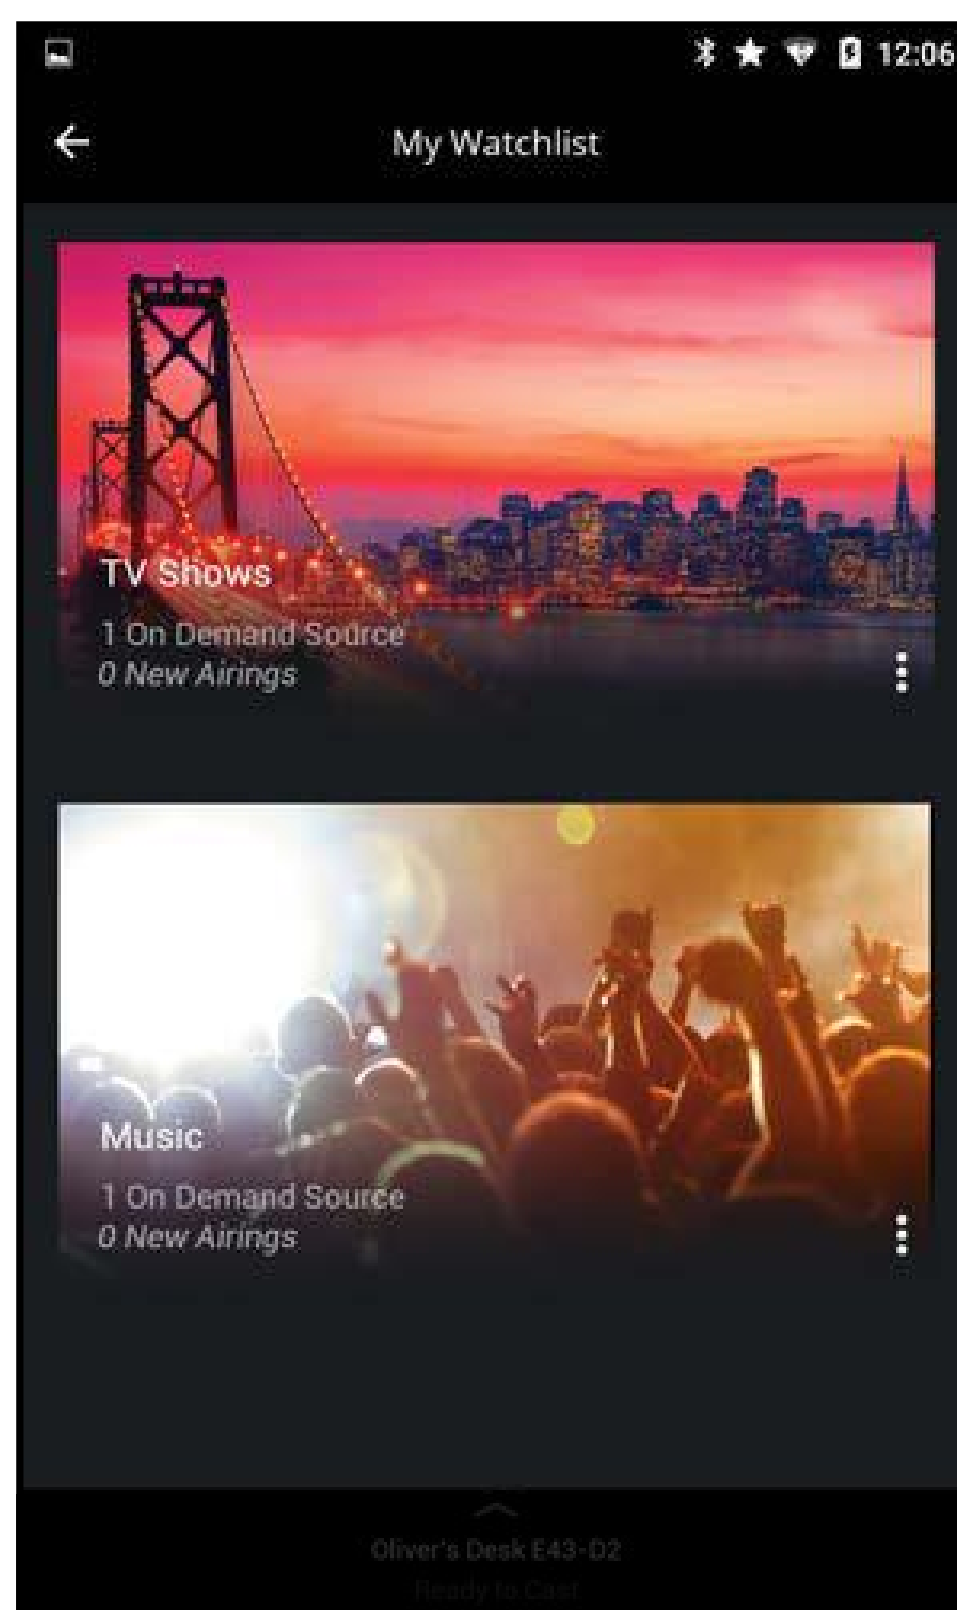 12:06
My Watchlist
TV Shows
1 On Demand Source
0 New Airings
Music
1 On Demand Source
0 New Airings
Oliver's Desk E43-D2
Ready to Cast